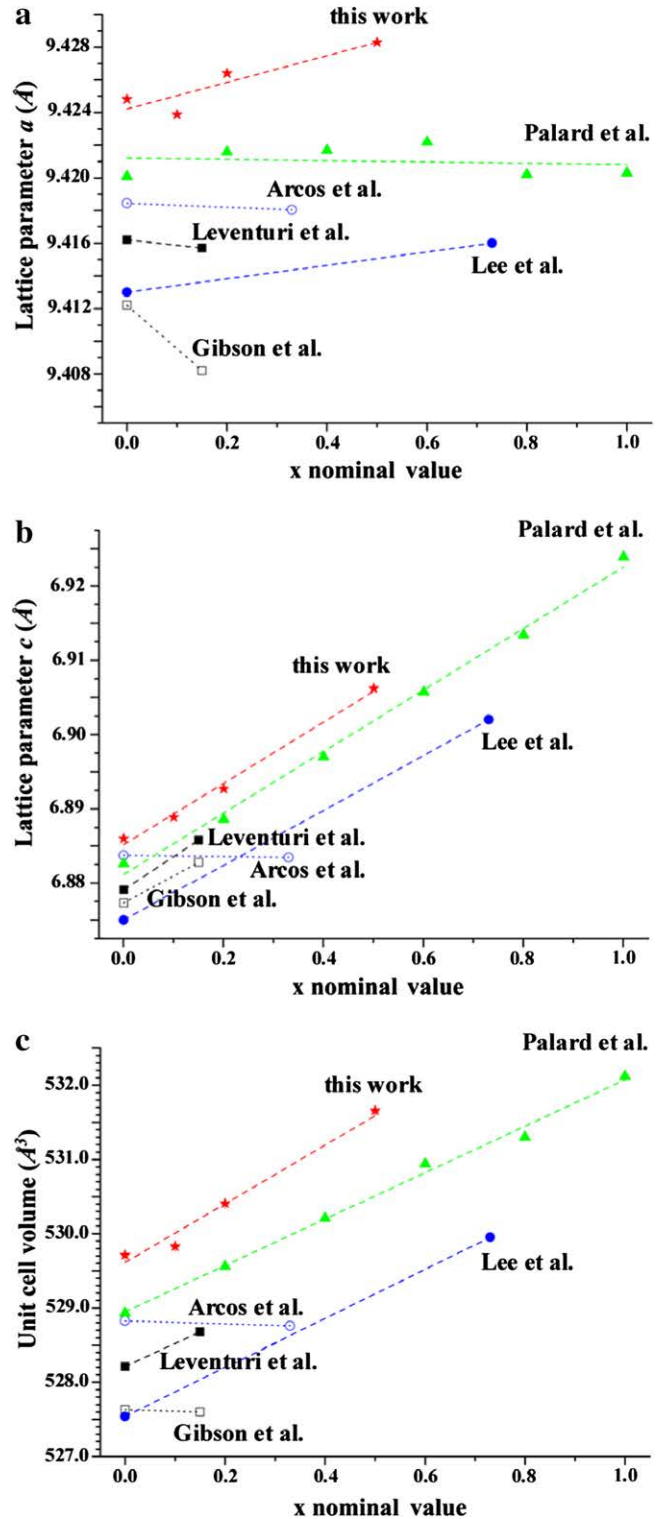 a
this work
9.428
9.424
9.420
9.416
9.412
9.408
Lattice parameter a (Å)
Palard et al.
Arcos et al.
Leventuri et al.
Lee et al.
Gibson et al.
0.0 0.2 0.4 0.6 0.8 1.0
x nominal value
b
Palard et al.
6.92
6.91
6.90
6.89
6.88
Lattice parameter c (Å)
this work
Lee et al.
Leventuri et al.
Arcos et al.
Gibson et al.
0.0 0.2 0.4 0.6 0.8 1.0
x nominal value
c
Palard et al.
532.0
531.0
530.0
529.0
528.0
527.0
Unit cell volume (Å³)
this work
Lee et al.
Arcos et al.
Leventuri et al.
Gibson et al.
0.0 0.2 0.4 0.6 0.8 1.0
x nominal value